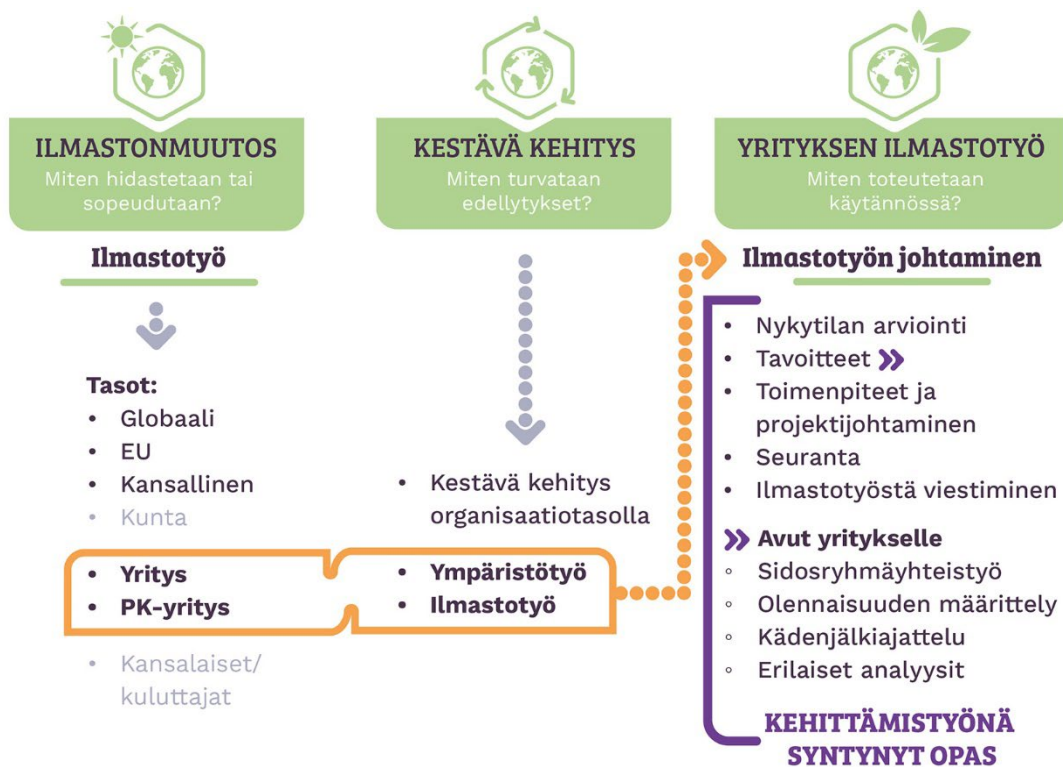 ILMASTONMUUTOS
Miten hidastetaan tai
sopeudutaan?
Ilmastotyö
Tasot:
• Globaali
• EU
• Kansallinen
• Kunta
• Yritys
• PK-yritys
• Kansalaiset/
kuluttajat
KESTÄVÄ KEHITYS
Miten turvataan
edellytykset?
• Kestävä kehitys
organisaatiotasolla
• Ympäristötyö
• Ilmastotyö
YRITYKSEN ILMASTOTYÖ
Miten toteutetaan
käytännössä?
Ilmastotyön johtaminen
• Nykytilan arviointi
• Tavoitteet »
• Toimenpiteet ja
projektijohtaminen
• Seuranta
• Ilmastotyöstä viestiminen
» Avut yritykselle
◦ Sidosryhmäyhteistyö
◦ Olennaisuuden määrittely
◦ Kädenjälkiajattelu
◦ Erilaiset analyysit
KEHITTÄMISTYÖNÄ
SYNTYNYT OPAS